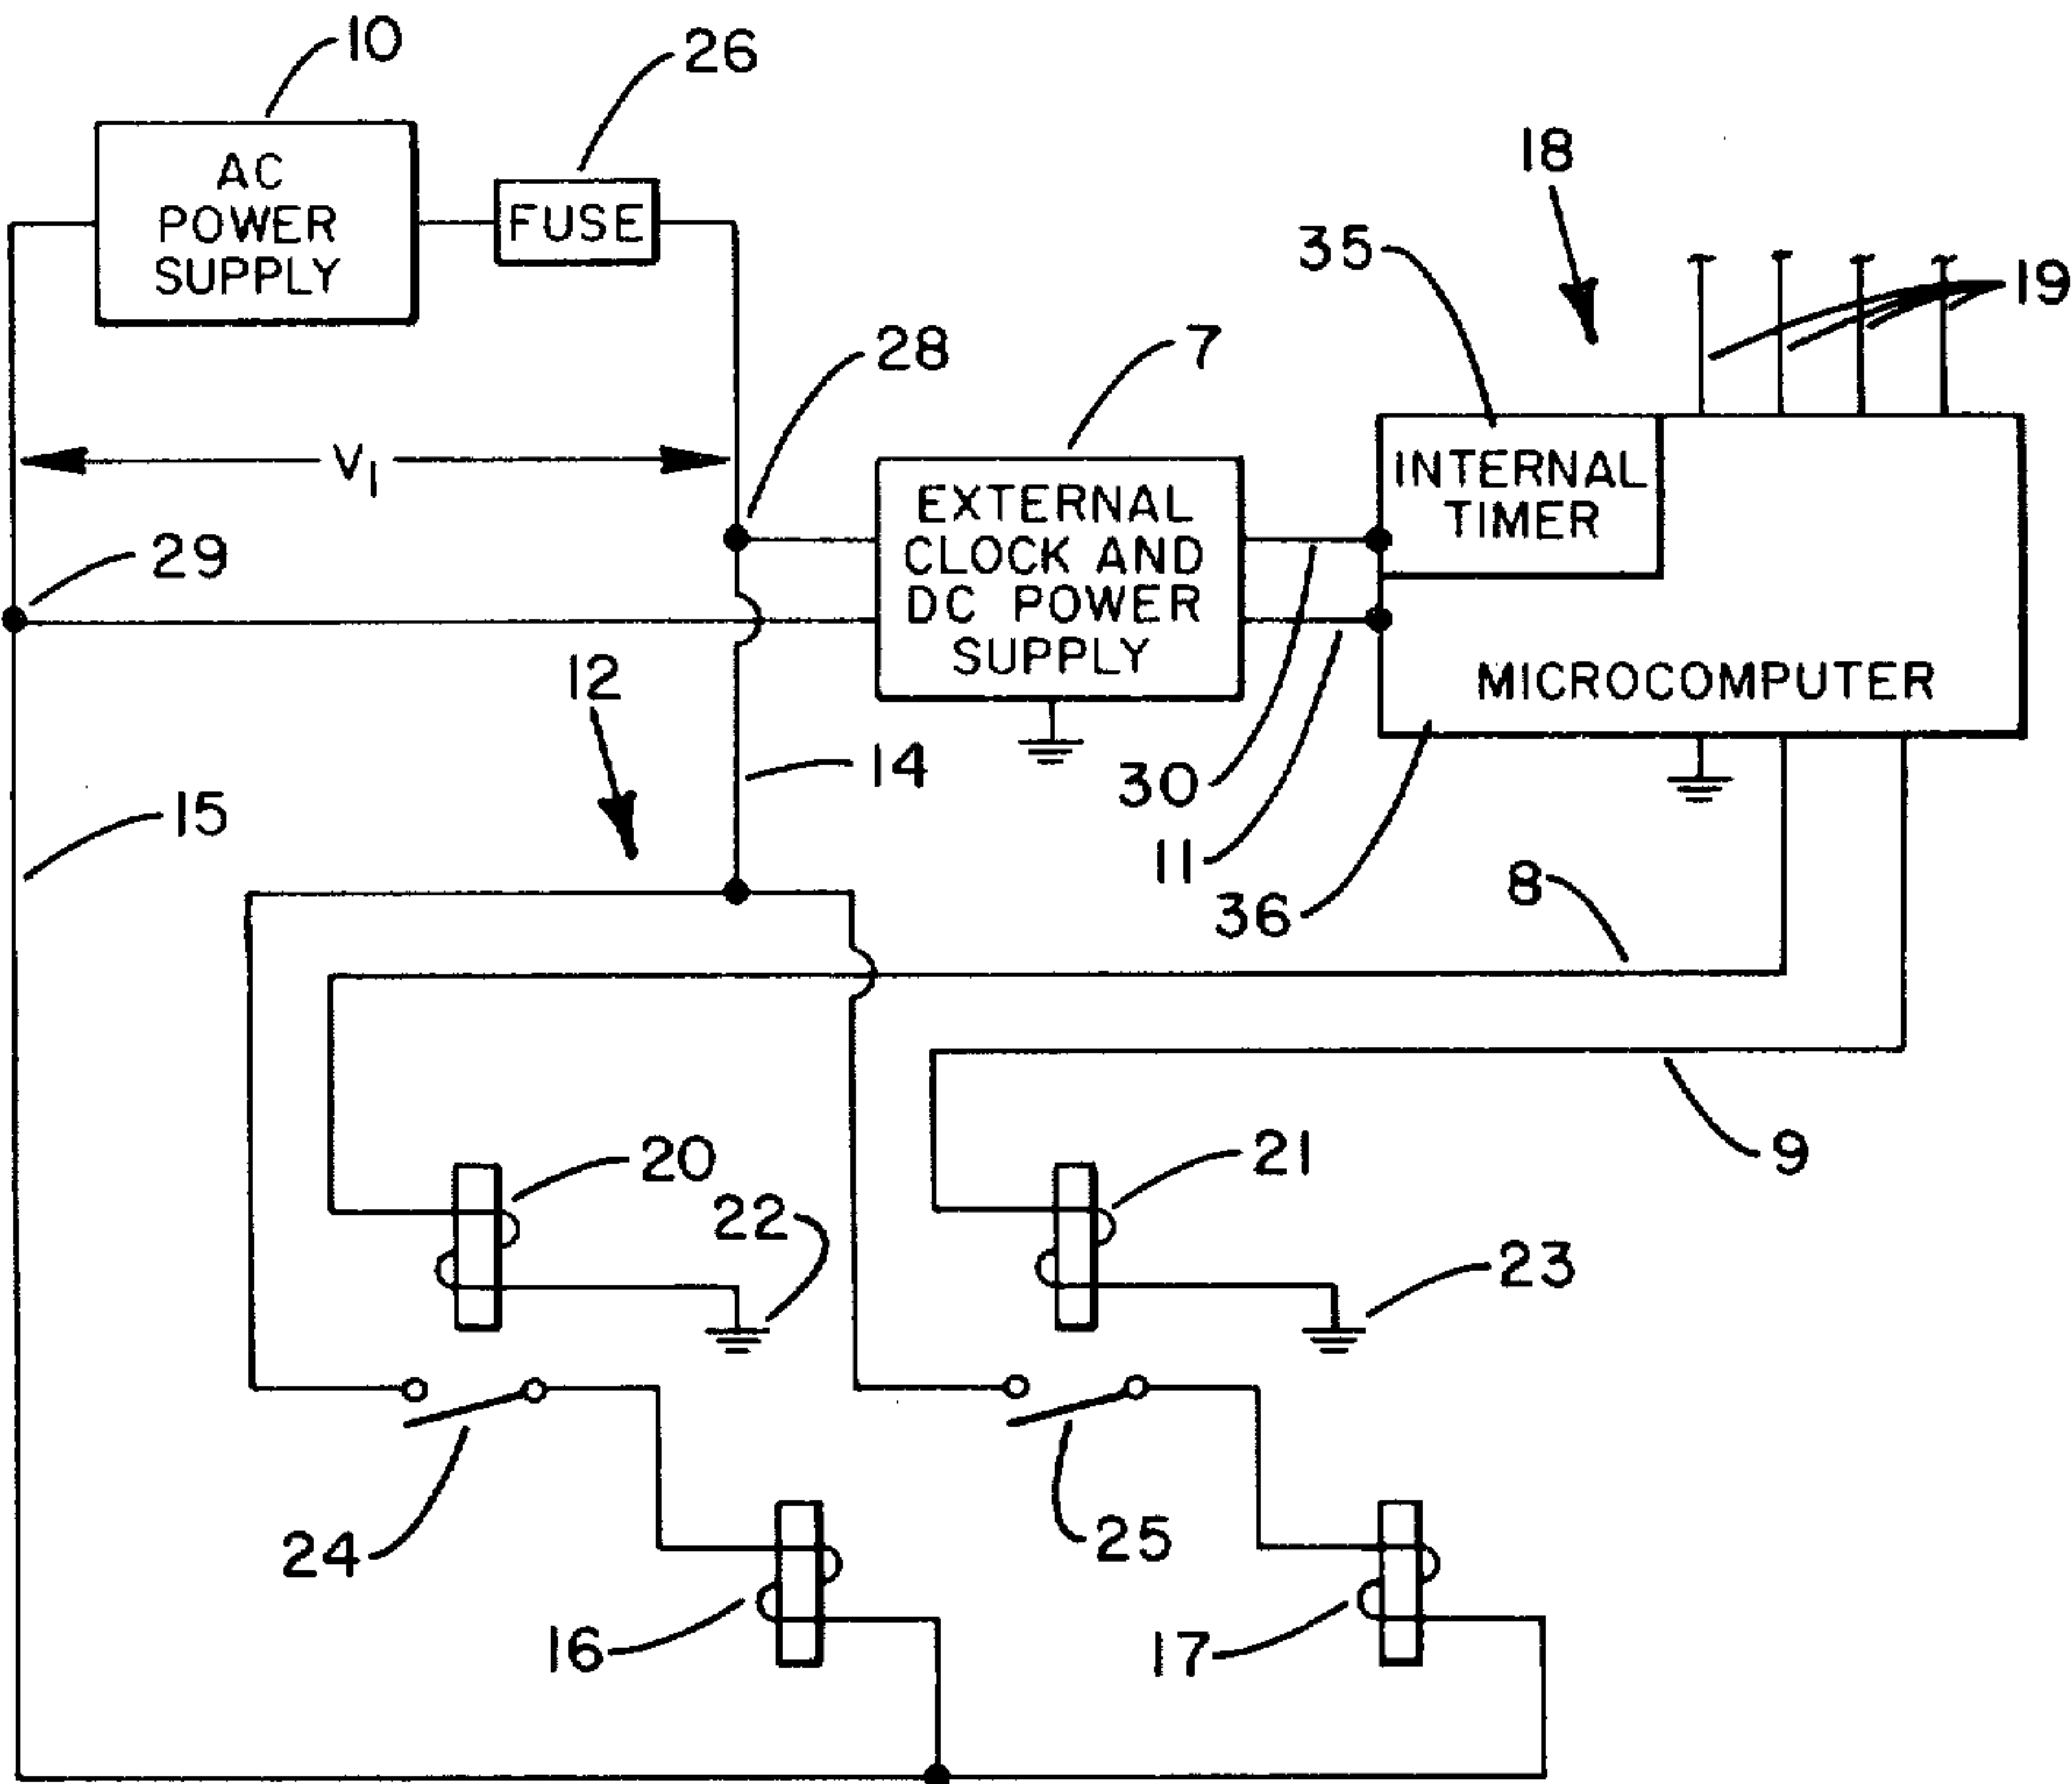 10
26
AC
POWER
SUPPLY
FUSE
18
35
19
28
7
V1
INTERNAL
TIMER
EXTERNAL
CLOCK AND
DC POWER
SUPPLY
29
MICROCOMPUTER
12
14
30
15
11
36
8
9
20
21
22
23
24
25
16
17